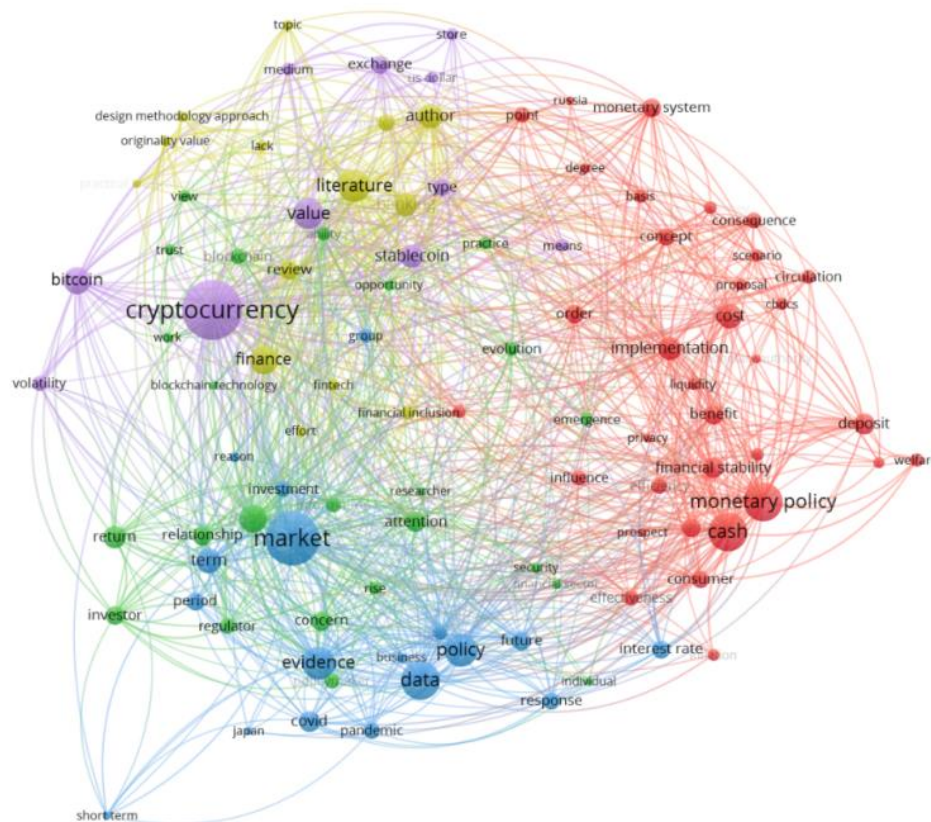 topic
store
medium
exchange
us dollar
design methodology approach
author
point
russia
monetary system
originality value
lack
degree
view
literature
type
basis
value
consequence
trust
blockchain
stablecoin
practice
means
concept
scenario
bitcoin
review
opportunity
proposal
circulation
cryptocurrency
cbdcs
order
cost
work
group
evolution
implementation
finance
volatility
blockchain technology
fintech
liquidity
financial inclusion
emergence
benefit
deposit
effort
privacy
reason
financial stability
welfare
investment
researcher
influence
efficiency
monetary policy
return
relationship
market
attention
prospect
cash
term
security
rise
financial sector
consumer
period
effectiveness
investor
regulator
concern
evidence
business
policy
future
interest rate
data
individual
response
covid
japan
pandemic
short term